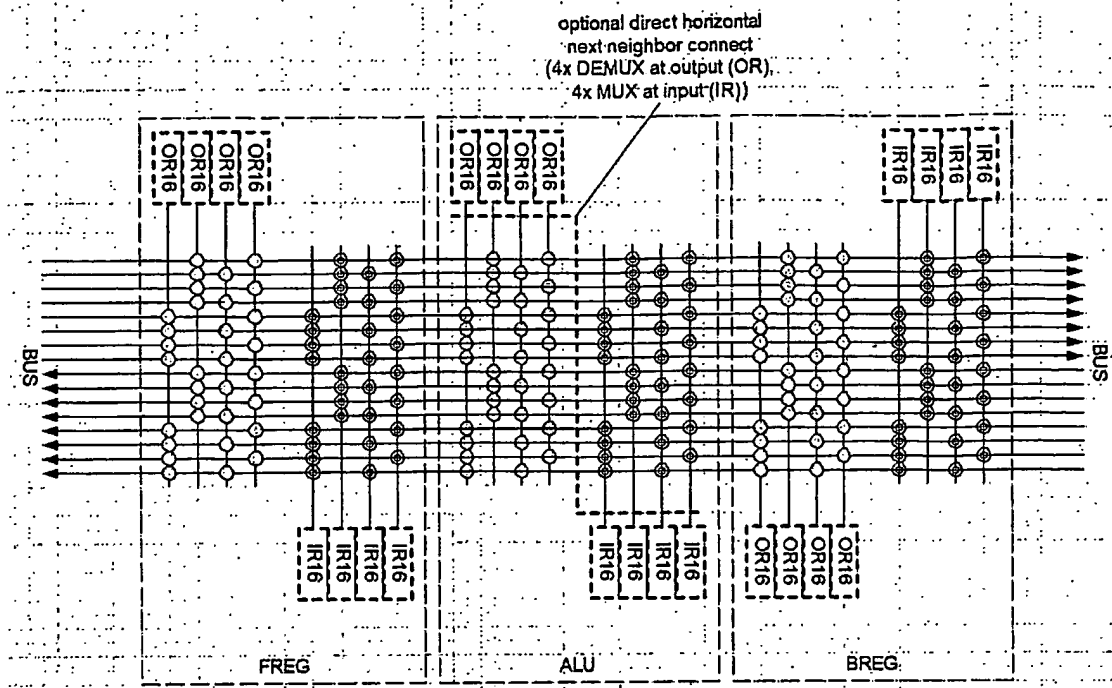 optional direct horizontal
next neighbor connect
(4x DEMUX at output (OR),
4x MUX at input (IR))
OR16 OR16 OR16 OR16
OR16 OR16 OR16 OR16
IR16 IR16 IR16 IR16
BUS
BUS
IR16 IR16 IR16 IR16
IR16 IR16 IR16 IR16
OR16 OR16 OR16 OR16
FREG
ALU
BREG